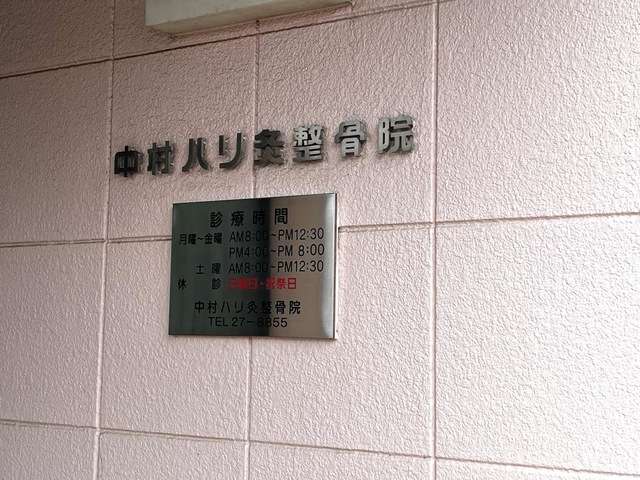 中村ハリ灸整骨院
診療時間
月曜～金曜 AM8:00~PM12:30
PM4:00~PM 8:00
土曜 AM8:00~PM12:30
休診 日曜日・祝祭日
中村ハリ灸整骨院
TEL 27-8855